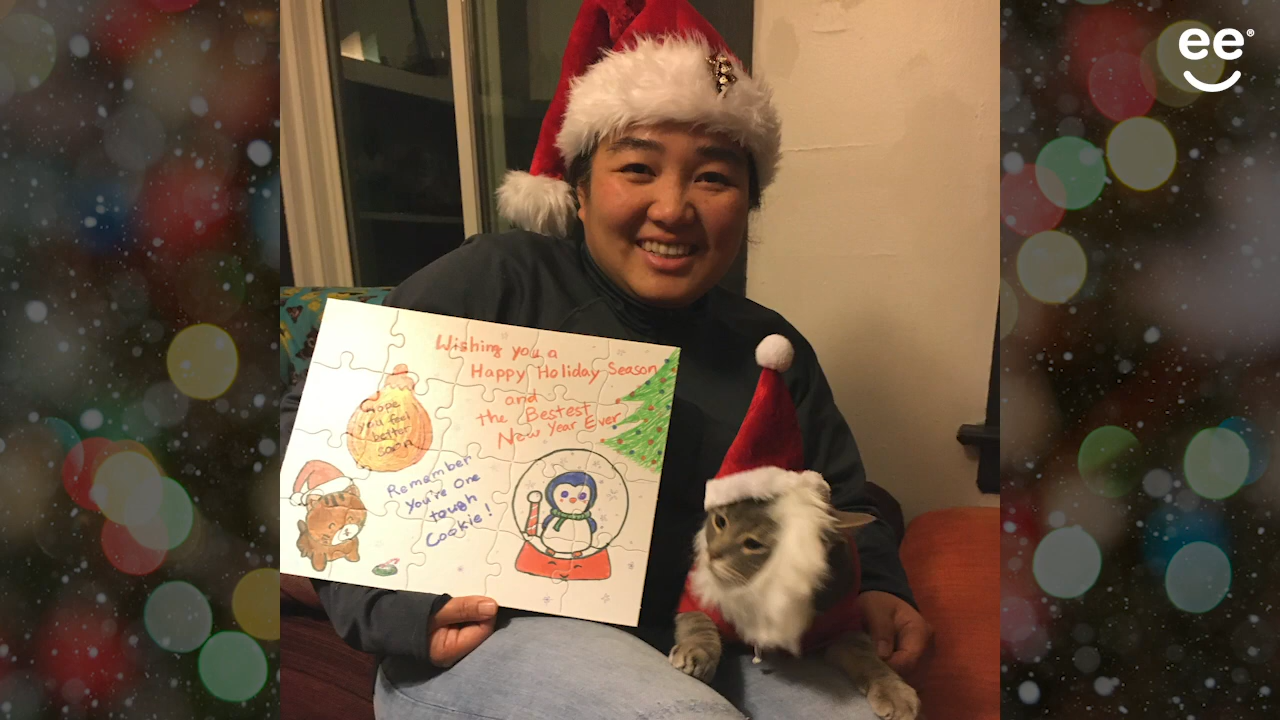 ee®
Wishing you a
Happy Holiday Season
and
the Bestest
New Year Ever
Hope
you feel
better
soon
Remember
You're One
tough
Cookie!